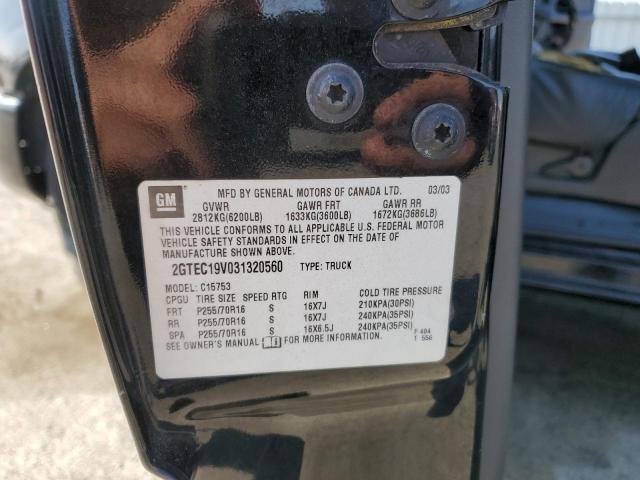 GM
MFD BY GENERAL MOTORS OF CANADA LTD. 03/03
GVWR GAWR FRT GAWR RR
2812KG(6200LB) 1633KG(3600LB) 1672KG(3686LB)
THIS VEHICLE CONFORMS TO ALL APPLICABLE U.S. FEDERAL MOTOR
VEHICLE SAFETY STANDARDS IN EFFECT ON THE DATE OF
MANUFACTURE SHOWN ABOVE.
2GTEC19V031320560 TYPE: TRUCK
MODEL: C15753
CPGU TIRE SIZE SPEED RTG RIM COLD TIRE PRESSURE
FRT P255/70R16 S 16X7J 210KPA(30PSI)
RR P255/70R16 S 16X7J 240KPA(35PSI)
SPA P255/70R16 S 16X6.5J 240KPA(35PSI)
SEE OWNER'S MANUAL FOR MORE INFORMATION.
F 404
T 556